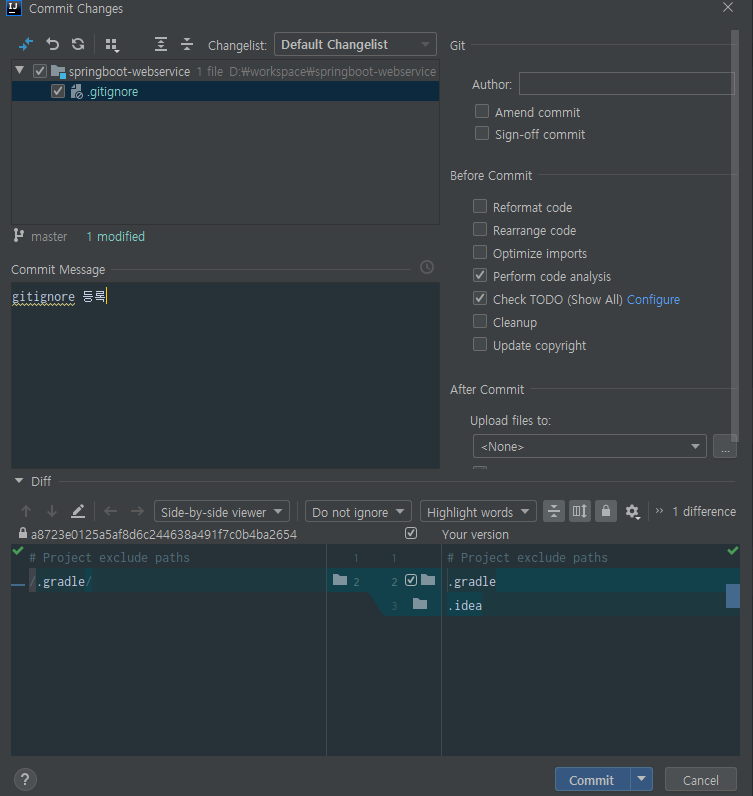 Commit Changes
Changelist: Default Changelist
springboot-webservice 1 file D:₩workspace₩springboot-webservice
.gitignore
master 1 modified
Commit Message
gitignore 등록
Git
Author:
Amend commit
Sign-off commit
Before Commit
Reformat code
Rearrange code
Optimize imports
Perform code analysis
Check TODO (Show All) Configure
Cleanup
Update copyright
After Commit
Upload files to:
<None>
...
Diff
Side-by-side viewer Do not ignore Highlight words 1 difference
a8723e0125a5af8d6c244638a491f7c0b4ba2654 Your version
# Project exclude paths 1 1 # Project exclude paths
/.gradle/ 2 2 .gradle
3 .idea
? Commit Cancel